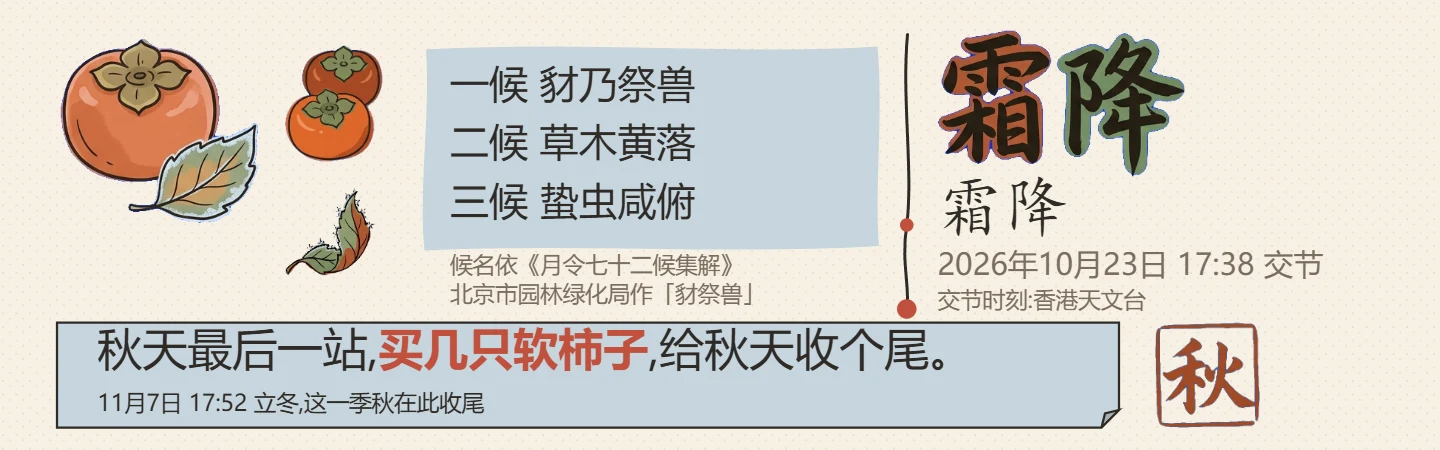 一候 豺乃祭兽
二候 草木黄落
三候 蛰虫咸俯
候名依《月令七十二候集解》
北京市园林绿化局作「豺祭兽」
霜降
霜降
2026年10月23日 17:38 交节
交节时刻:香港天文台
秋天最后一站,买几只软柿子,给秋天收个尾。
11月7日 17:52 立冬,这一季秋在此收尾
秋